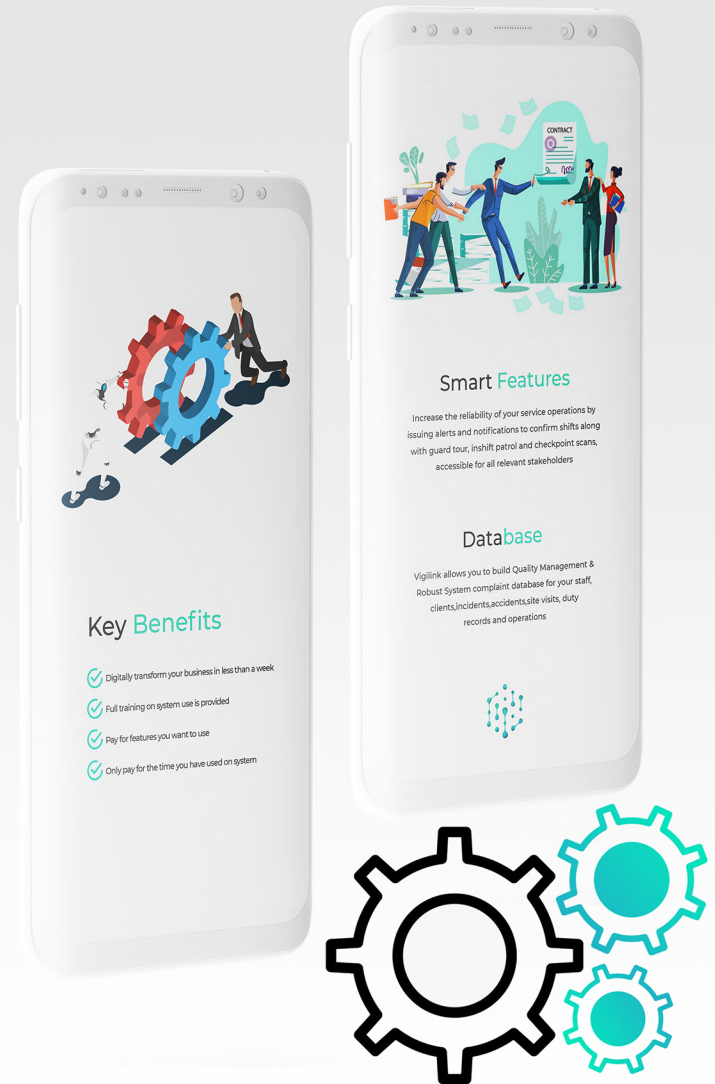 CONTRACT
Smart Features
Increase the reliability of your service operations by
issuing alerts and notifications to confirm shifts along
with guard tour, inshift patrol and checkpoint scans,
accessible for all relevant stakeholders
Database
Vigilink allows you to build Quality Management &
Robust System complaint database for your staff,
clients,incidents,accidents,site visits, duty
records and operations
Key Benefits
Digitally transform your business in less than a week
Full training on system use is provided
Pay for features you want to use
Only pay for the time you have used on system